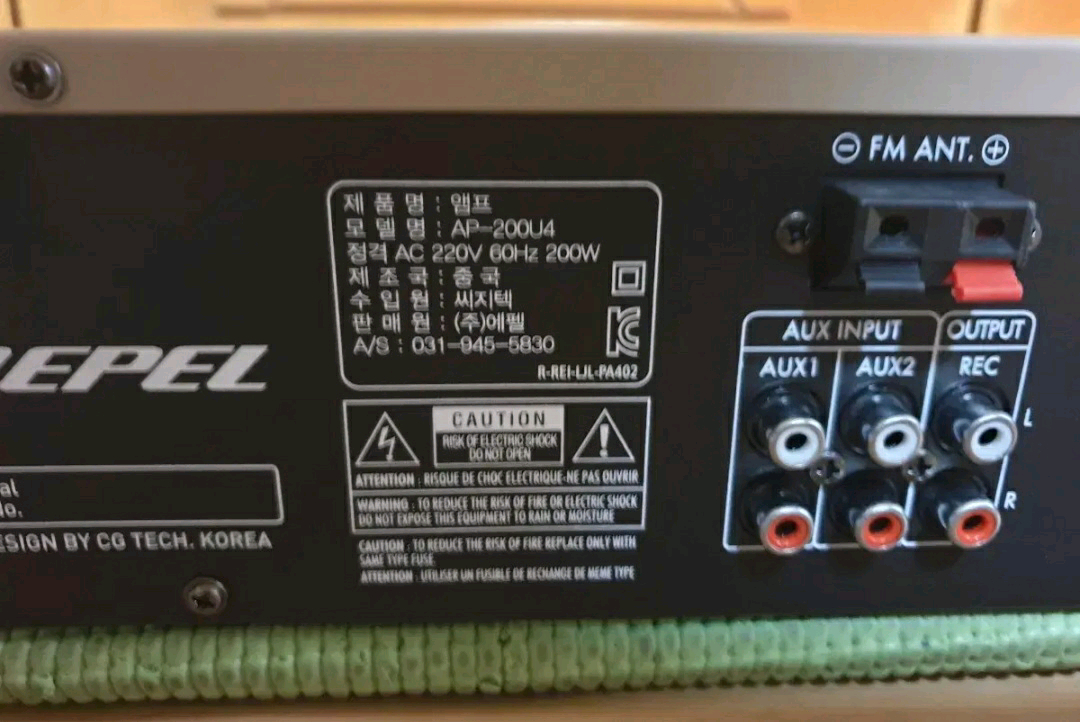 ⊖ FM ANT. ⊕
제 품 명 : 앰프
모 델 명 : AP-200U4
정격 AC 220V 60Hz 200W
제 조 국 : 중 국
수 입 원 : 씨지텍
판 매 원 : (주)에펠
A/S : 031-945-5830
R-REI-LJL-PA402
EPEL
AUX INPUT OUTPUT
AUX1 AUX2 REC
L
R
CAUTION
RISK OF ELECTRIC SHOCK
DO NOT OPEN
ATTENTION : RISQUE DE CHOC ELECTRIQUE-NE PAS OUVRIR
WARNING : TO REDUCE THE RISK OF FIRE OR ELECTRIC SHOCK
DO NOT EXPOSE THIS EQUIPMENT TO RAIN OR MOISTURE
CAUTION : TO REDUCE THE RISK OF FIRE REPLACE ONLY WITH
SAME TYPE FUSE
ATTENTION : UTILISER UN FUSIBLE DE RECHANGE DE MEME TYPE
al
o.
ESIGN BY CG TECH. KOREA